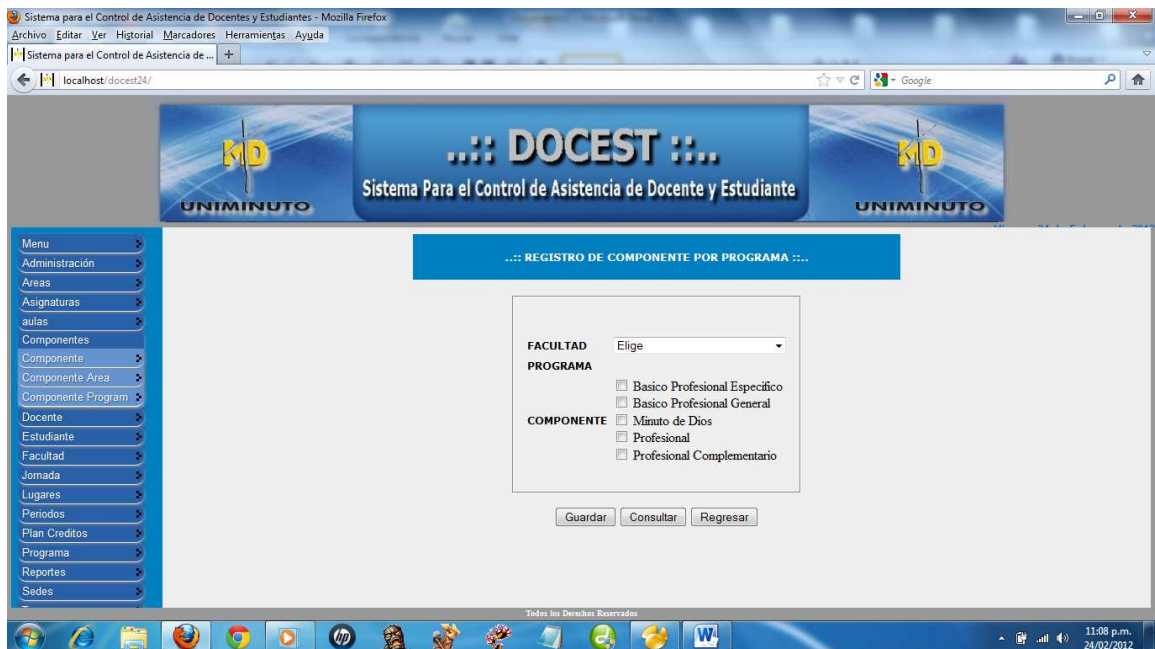 Sistema para el Control de Asistencia de Docentes y Estudiantes - Mozilla Firefox
Archivo Editar Ver Historial Marcadores Herramientas Ayuda
Sistema para el Control de Asistencia de ... +
localhost/docest24/
Google
MD
UNIMINUTO
..:: DOCEST ::..
Sistema Para el Control de Asistencia de Docente y Estudiante
MD
UNIMINUTO
Menu
Administración
Areas
Asignaturas
aulas
Componentes
Componente
Componente Area
Componente Program
Docente
Estudiante
Facultad
Jornada
Lugares
Periodos
Plan Creditos
Programa
Reportes
Sedes
..:: REGISTRO DE COMPONENTE POR PROGRAMA ::..
FACULTAD Elige
PROGRAMA
Basico Profesional Especifico
Basico Profesional General
COMPONENTE Minuto de Dios
Profesional
Profesional Complementario
Guardar Consultar Regresar
Todos los Derechos Reservados
hp
W
11:08 p.m.
24/02/2012